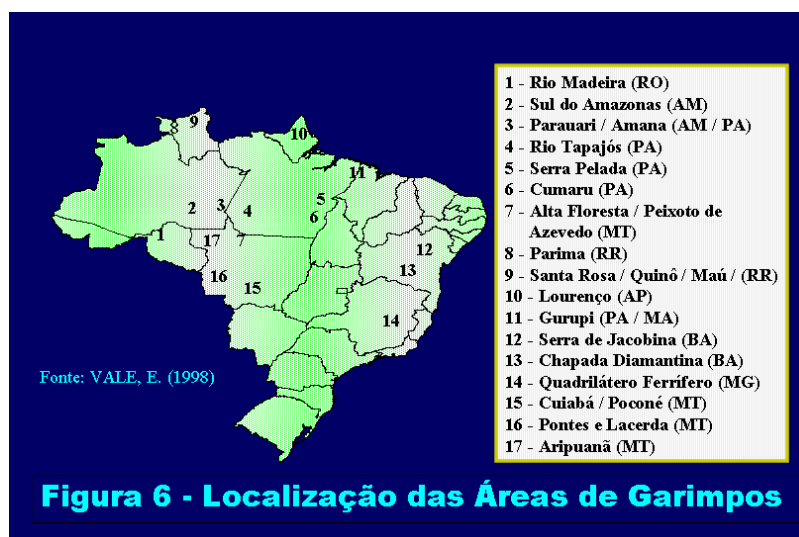 9
8
10
11
5
2
3
4
6
1
17
7
12
16
15
13
14
1 - Rio Madeira (RO)
2 - Sul do Amazonas (AM)
3 - Parauari / Amana (AM / PA)
4 - Rio Tapajós (PA)
5 - Serra Pelada (PA)
6 - Cumaru (PA)
7 - Alta Floresta / Peixoto de
Azevedo (MT)
8 - Parima (RR)
9 - Santa Rosa / Quinô / Maú / (RR)
10 - Lourenço (AP)
11 - Gurupi (PA / MA)
12 - Serra de Jacobina (BA)
13 - Chapada Diamantina (BA)
14 - Quadrilátero Ferrífero (MG)
15 - Cuiabá / Poconé (MT)
16 - Pontes e Lacerda (MT)
17 - Aripuanã (MT)
Fonte: VALE, E. (1998)
Figura 6 - Localização das Áreas de Garimpos